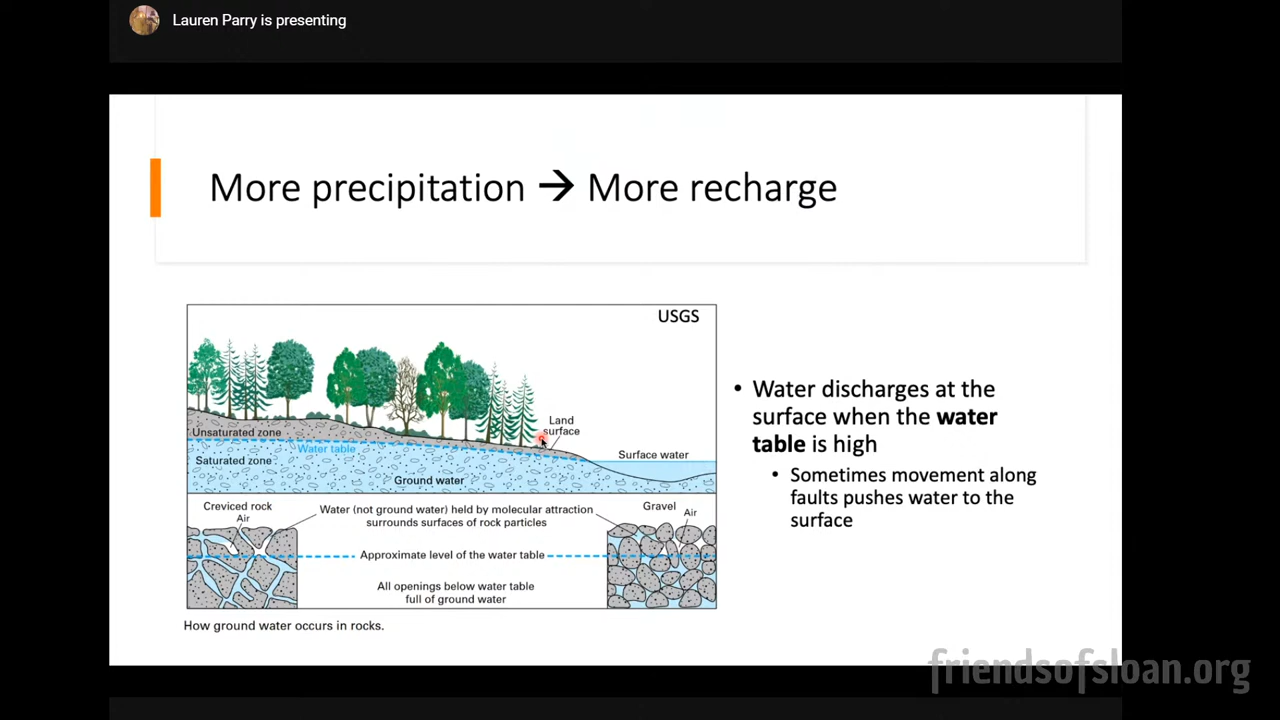 Lauren Parry is presenting
More precipitation → More recharge
USGS
Land
surface
Unsaturated zone
Water table
Surface water
Saturated zone
Ground water
Creviced rock
Air
Water (not ground water) held by molecular attraction
surrounds surfaces of rock particles
Gravel
Air
Approximate level of the water table
All openings below water table
full of ground water
How ground water occurs in rocks.
• Water discharges at the
surface when the water
table is high
• Sometimes movement along
faults pushes water to the
surface
friendsofsloan.org